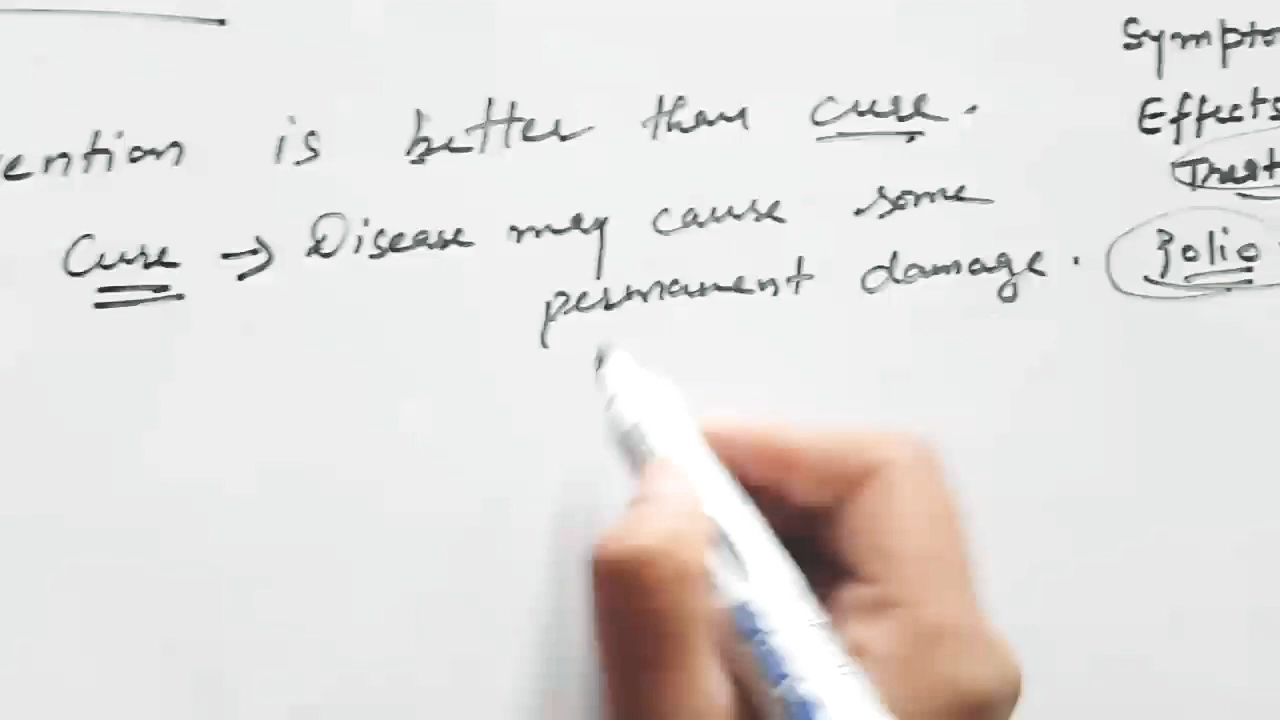 ention is better than cure.
Cure → Disease may cause some
permanent damage.
Sympto
Effects
Treat
Polio